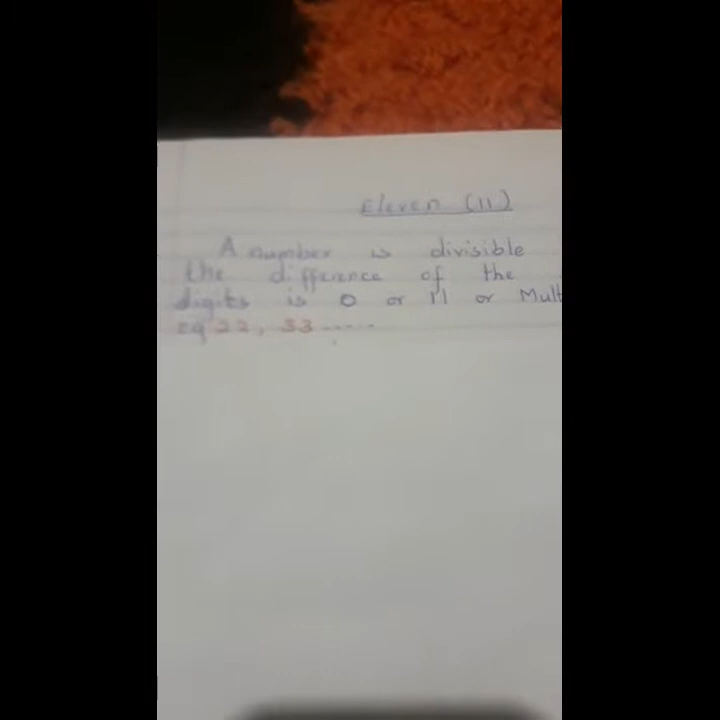 Eleven (11)
A number is divisible
the difference of the
digits is 0 or 11 or Mult
eg 22, 33......